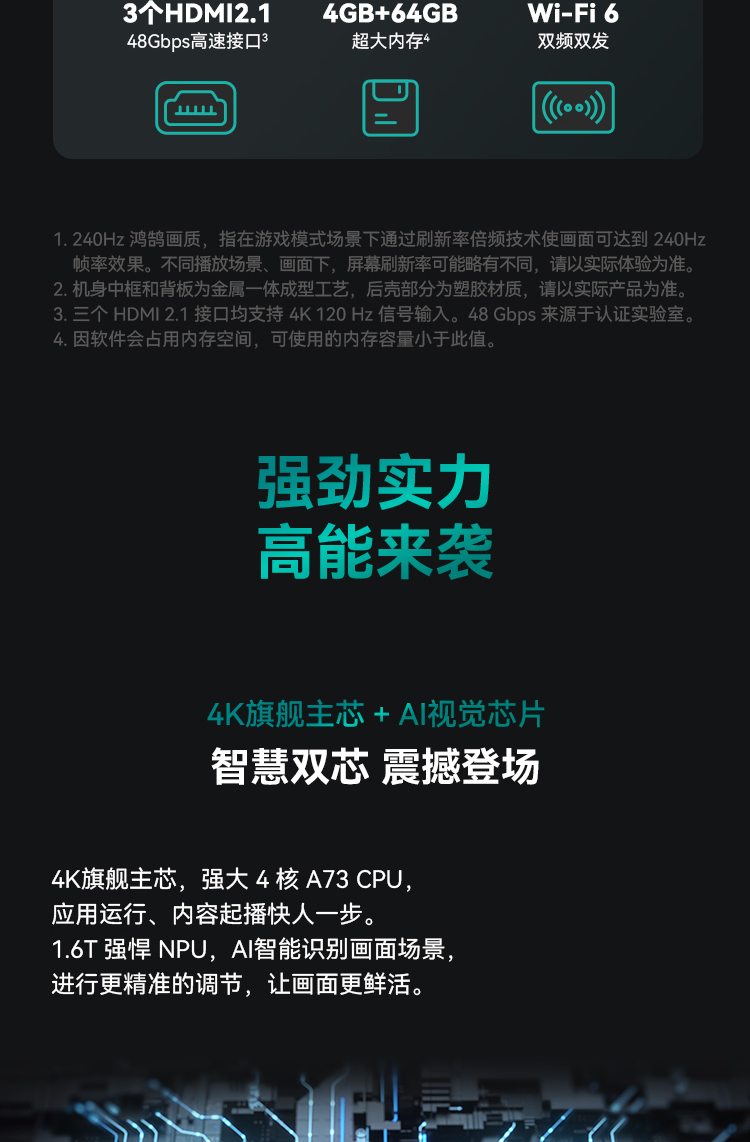 3个HDMI2.1 4GB+64GB Wi-Fi 6
48Gbps高速接口³ 超大内存⁴ 双频双发
1. 240Hz 鸿鹄画质，指在游戏模式场景下通过刷新率倍频技术使画面可达到 240Hz
帧率效果。不同播放场景、画面下，屏幕刷新率可能略有不同，请以实际体验为准。
2. 机身中框和背板为金属一体成型工艺，后壳部分为塑胶材质，请以实际产品为准。
3. 三个 HDMI 2.1 接口均支持 4K 120 Hz 信号输入。48 Gbps 来源于认证实验室。
4. 因软件会占用内存空间，可使用的内存容量小于此值。
强劲实力
高能来袭
4K旗舰主芯 + AI视觉芯片
智慧双芯 震撼登场
4K旗舰主芯，强大 4 核 A73 CPU，
应用运行、内容起播快人一步。
1.6T 强悍 NPU，AI智能识别画面场景，
进行更精准的调节，让画面更鲜活。